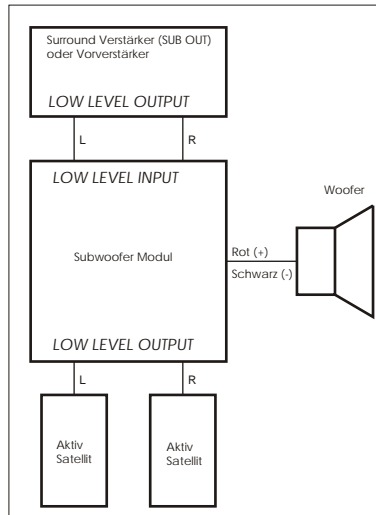 Surround Verstärker (SUB OUT)
oder Vorverstärker
LOW LEVEL OUTPUT
L
R
LOW LEVEL INPUT
Woofer
Subwoofer Modul
Rot (+)
Schwarz (-)
LOW LEVEL OUTPUT
L
R
Aktiv
Satellit
Aktiv
Satellit